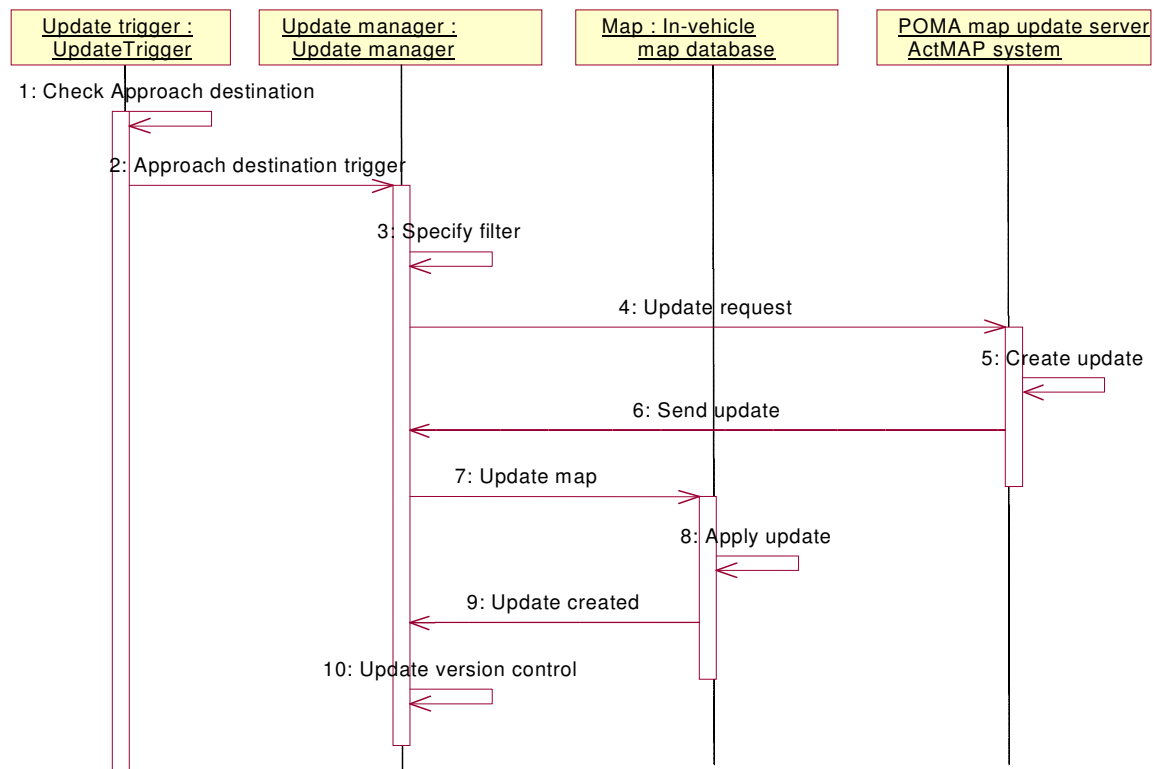 Update trigger :
UpdateTrigger
Update manager :
Update manager
Map : In-vehicle
map database
POMA map update server
ActMAP system
1: Check Approach destination
2: Approach destination trigger
3: Specify filter
4: Update request
5: Create update
6: Send update
7: Update map
8: Apply update
9: Update created
10: Update version control